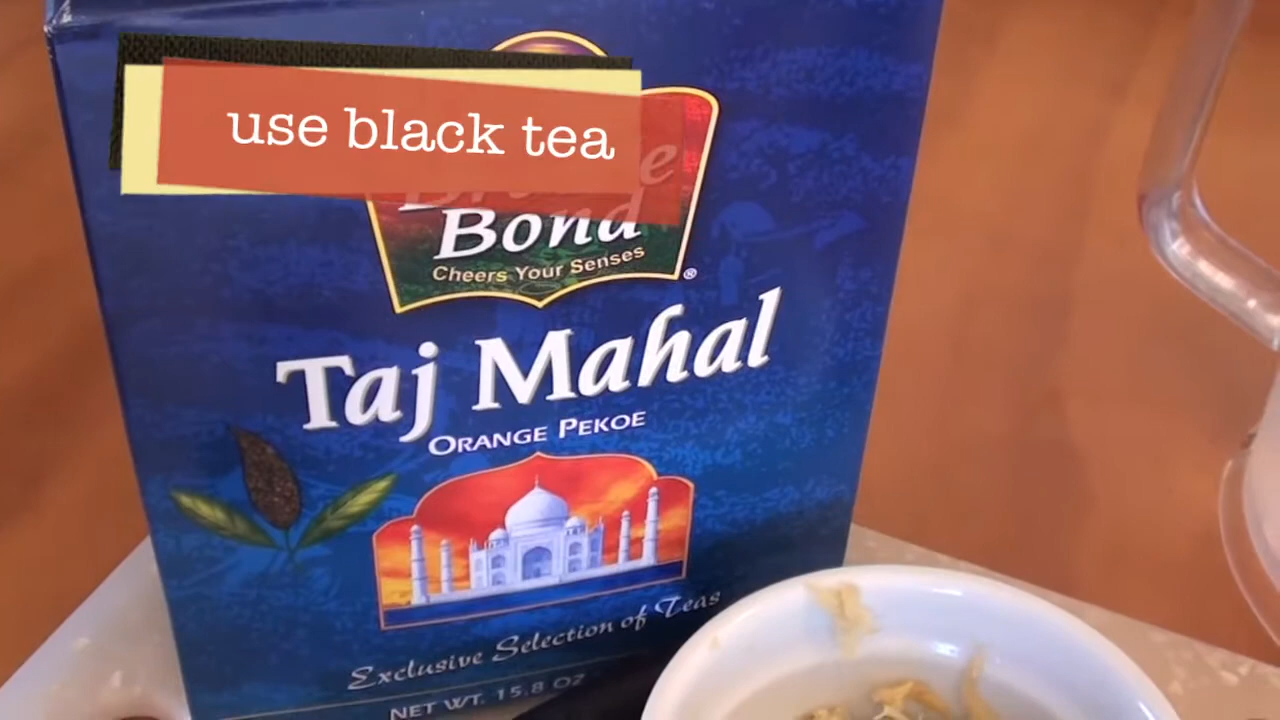 use black tea
Bond
Cheers Your Senses
®
Taj Mahal
ORANGE PEKOE
Exclusive Selection of Teas
NET WT. 15.8 OZ